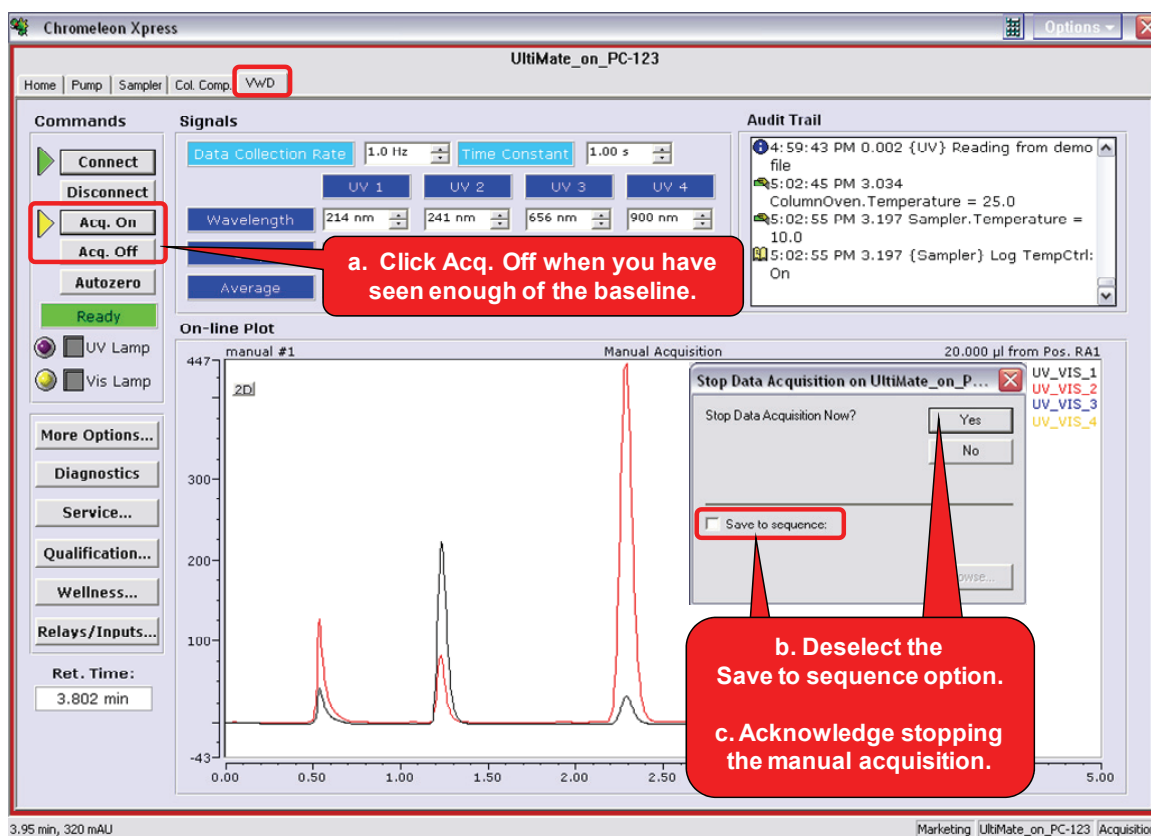 Chromeleon Xpress
Options
UltiMate_on_PC-123
Home Pump Sampler Col. Comp. VWD
Commands
Connect
Disconnect
Acq. On
Acq. Off
Autozero
Ready
UV Lamp
Vis Lamp
More Options...
Diagnostics
Service...
Qualification...
Wellness...
Relays/Inputs...
Ret. Time:
3.802 min
Signals
Data Collection Rate 1.0 Hz Time Constant 1.00 s
UV 1 UV 2 UV 3 UV 4
Wavelength 214 nm 241 nm 656 nm 900 nm
Average
a. Click Acq. Off when you have
seen enough of the baseline.
Audit Trail
4:59:43 PM 0.002 {UV} Reading from demo
file
5:02:45 PM 3.034
ColumnOven.Temperature = 25.0
5:02:55 PM 3.197 Sampler.Temperature =
10.0
5:02:55 PM 3.197 {Sampler} Log TempCtrl:
On
On-line Plot
manual #1 Manual Acquisition 20.000 µl from Pos. RA1
447
300
200
100
-43
2D
0.00 0.50 1.00 1.50 2.00 2.50 5.00
UV_VIS_1
UV_VIS_2
UV_VIS_3
UV_VIS_4
Stop Data Acquisition on UltiMate_on_P...
Stop Data Acquisition Now?
Yes
No
Save to sequence:
b. Deselect the
Save to sequence option.
c. Acknowledge stopping
the manual acquisition.
3.95 min, 320 mAU
Marketing UltiMate_on_PC-123 Acquisition